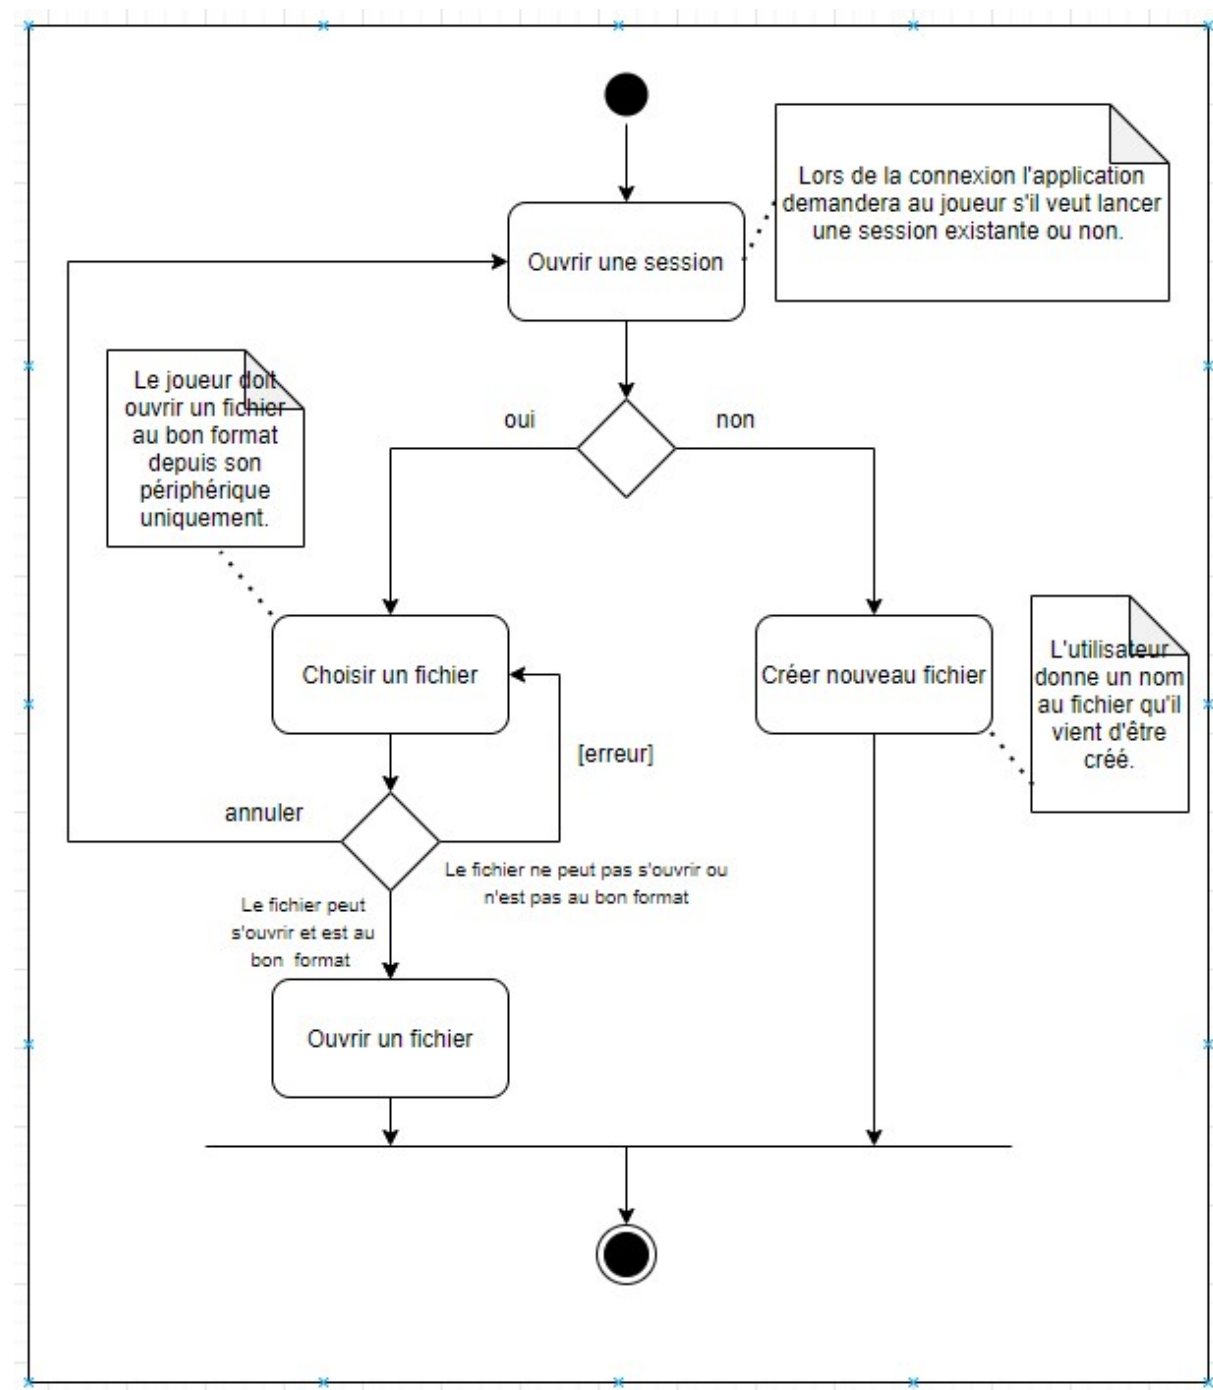 Lors de la connexion l'application
demandera au joueur s'il veut lancer
une session existante ou non.
Ouvrir une session
Le joueur doit
ouvrir un fichier
au bon format
depuis son
périphérique
uniquement.
oui
non
Choisir un fichier
Créer nouveau fichier
L'utilisateur
donne un nom
au fichier qu'il
vient d'être
créé.
[erreur]
annuler
Le fichier ne peut pas s'ouvrir ou
n'est pas au bon format
Le fichier peut
s'ouvrir et est au
bon format
Ouvrir un fichier